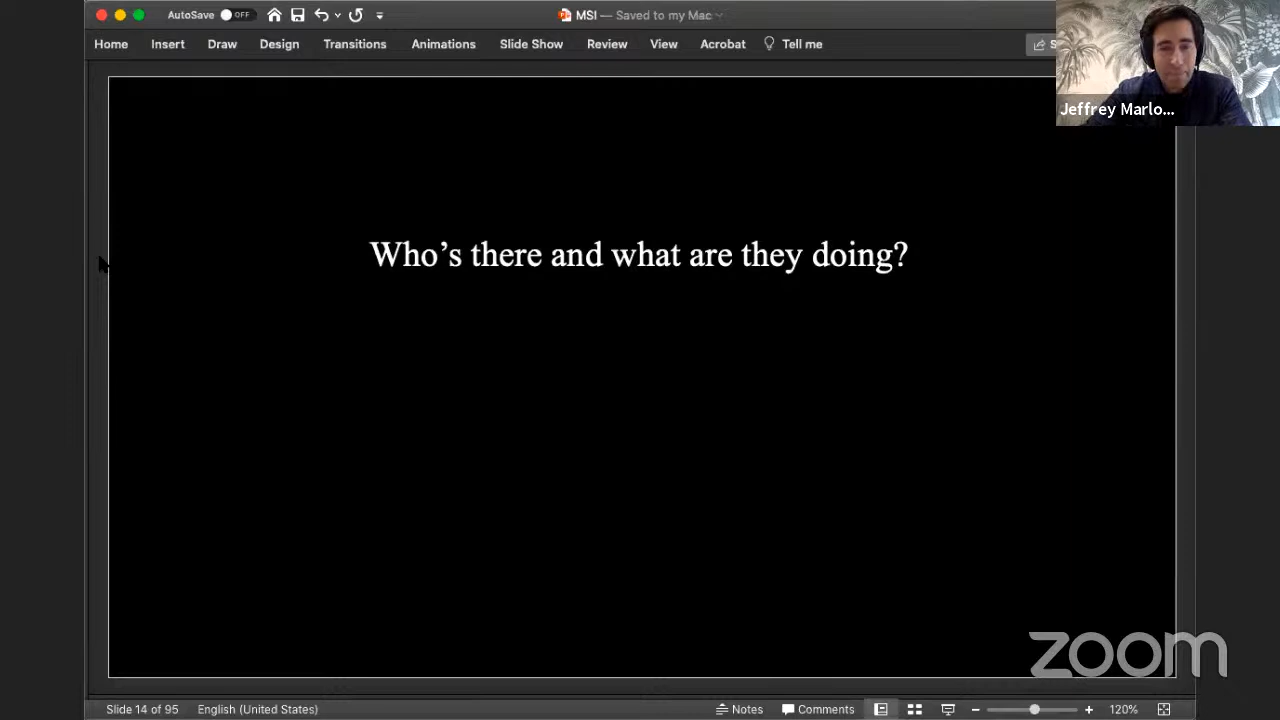 AutoSave OFF
MSI — Saved to my Mac
Home Insert Draw Design Transitions Animations Slide Show Review View Acrobat Tell me
Jeffrey Marlo...
Who's there and what are they doing?
zoom
Slide 14 of 95 English (United States) Notes Comments 120%